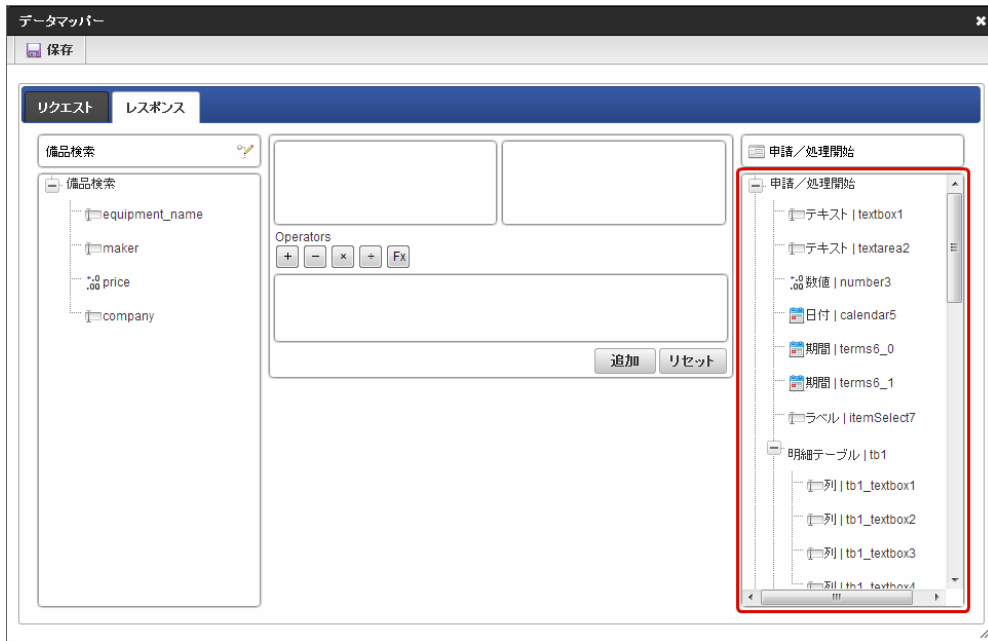 データマッパー
保存
リクエスト
レスポンス
備品検索
備品検索
equipment_name
maker
price
company
Operators
+ − × ÷ Fx
追加
リセット
申請／処理開始
申請／処理開始
テキスト | textbox1
テキスト | textarea2
数値 | number3
日付 | calendar5
期間 | terms6_0
期間 | terms6_1
ラベル | itemSelect7
明細テーブル | tb1
列 | tb1_textbox1
列 | tb1_textbox2
列 | tb1_textbox3
列 | tb1_textbox4